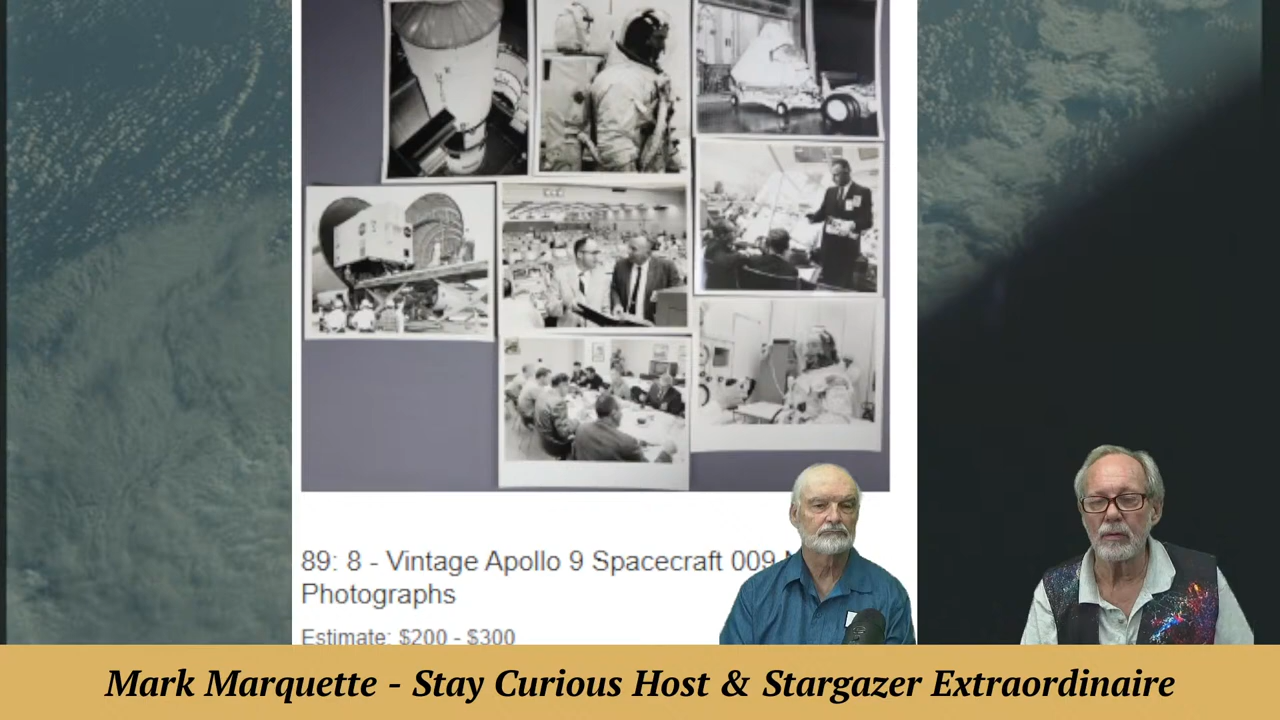 89: 8 - Vintage Apollo 9 Spacecraft 009
Photographs
Estimate: $200 - $300
Mark Marquette - Stay Curious Host & Stargazer Extraordinaire